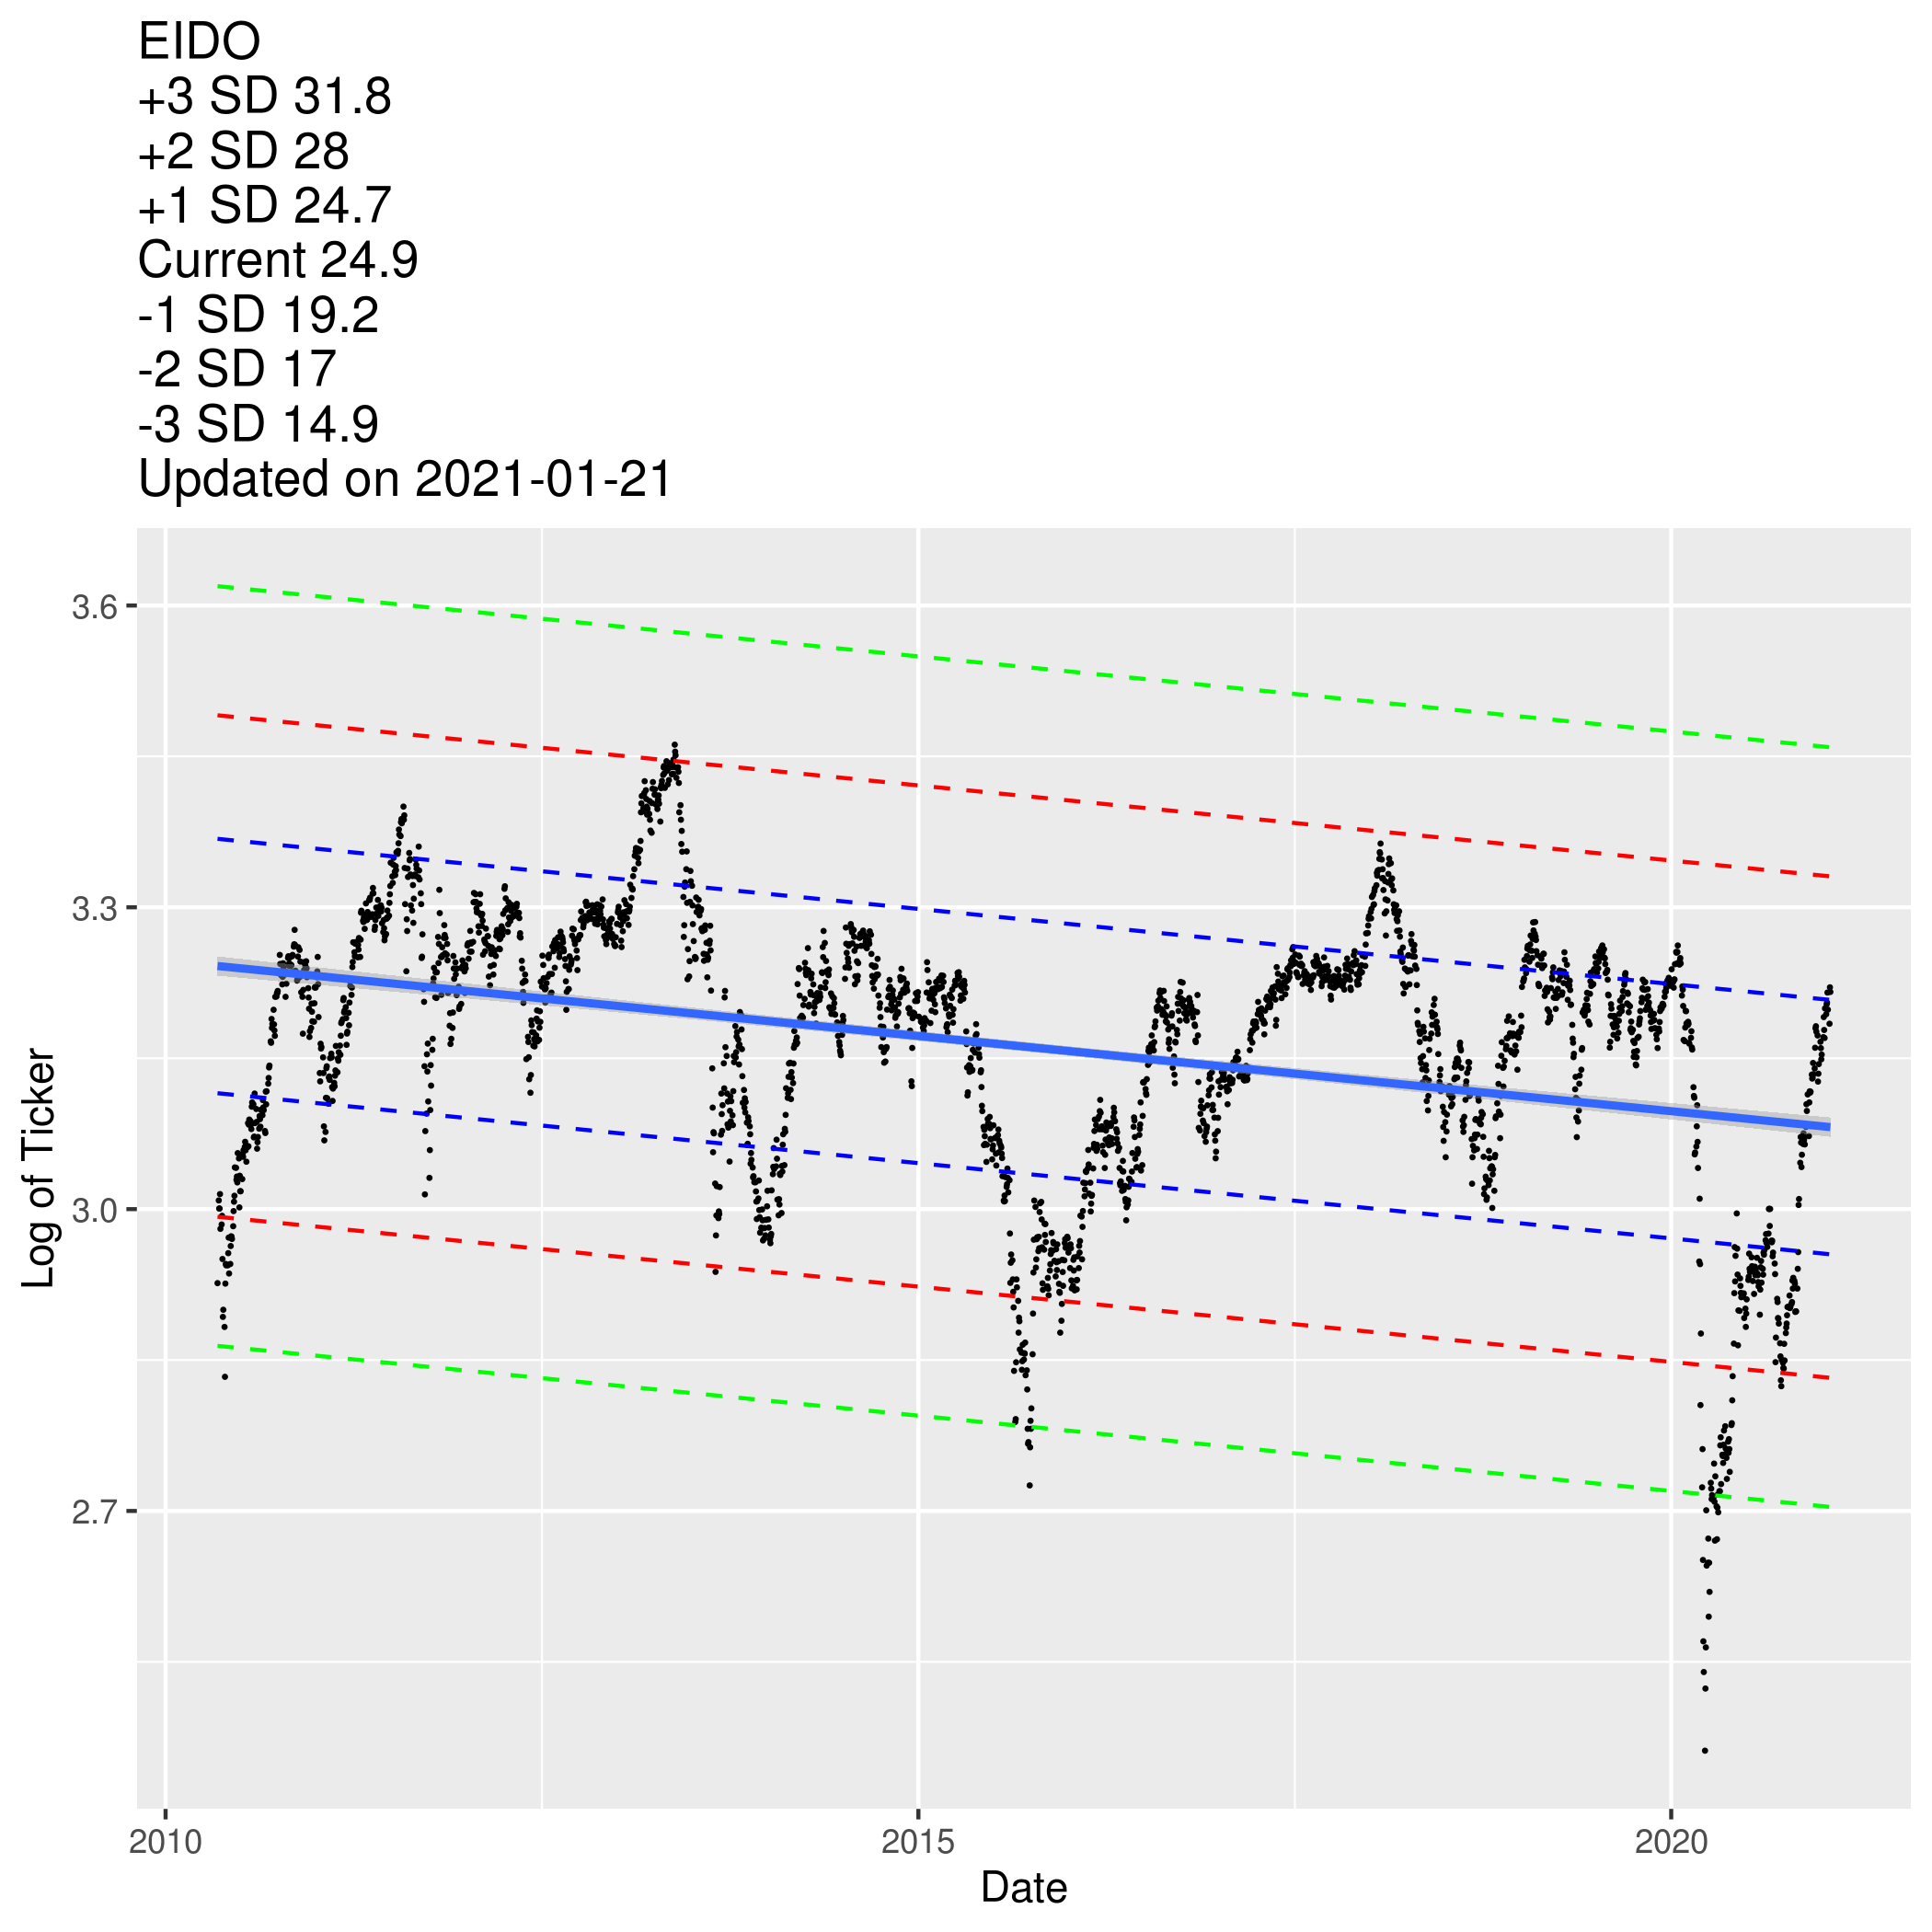 EIDO
+3 SD 31.8
+2 SD 28
+1 SD 24.7
Current 24.9
-1 SD 19.2
-2 SD 17
-3 SD 14.9
Updated on 2021-01-21
3.6
3.3
3.0
2.7
Log of Ticker
2010 2015 2020
Date